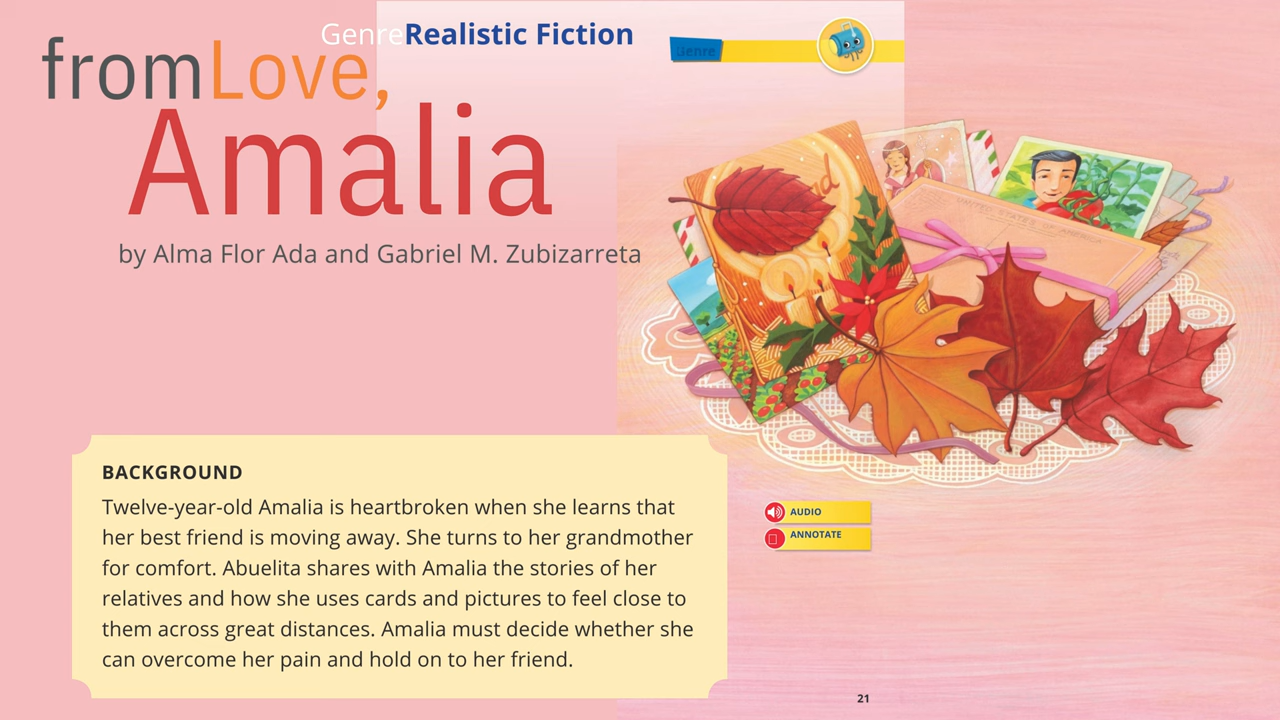 Genre Realistic Fiction
Genre
from Love,
Amalia
by Alma Flor Ada and Gabriel M. Zubizarreta
UNITED STATES OF AMERICA
BACKGROUND
Twelve-year-old Amalia is heartbroken when she learns that
her best friend is moving away. She turns to her grandmother
for comfort. Abuelita shares with Amalia the stories of her
relatives and how she uses cards and pictures to feel close to
them across great distances. Amalia must decide whether she
can overcome her pain and hold on to her friend.
AUDIO
ANNOTATE
21